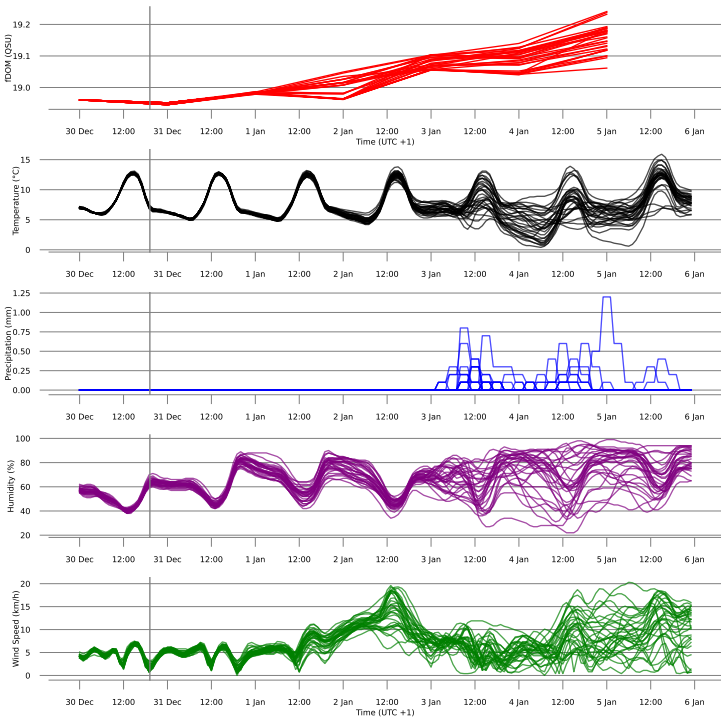 fDOM (QSU)
19.2
19.1
19.0
30 Dec 12:00 31 Dec 12:00 1 Jan 12:00 2 Jan 12:00 3 Jan 12:00 4 Jan 12:00 5 Jan 12:00 6 Jan
Time (UTC +1)
Temperature (°C)
15
10
5
0
30 Dec 12:00 31 Dec 12:00 1 Jan 12:00 2 Jan 12:00 3 Jan 12:00 4 Jan 12:00 5 Jan 12:00 6 Jan
Precipitation (mm)
1.25
1.00
0.75
0.50
0.25
0.00
30 Dec 12:00 31 Dec 12:00 1 Jan 12:00 2 Jan 12:00 3 Jan 12:00 4 Jan 12:00 5 Jan 12:00 6 Jan
Humidity (%)
100
80
60
40
20
30 Dec 12:00 31 Dec 12:00 1 Jan 12:00 2 Jan 12:00 3 Jan 12:00 4 Jan 12:00 5 Jan 12:00 6 Jan
Wind Speed (km/h)
20
15
10
5
0
30 Dec 12:00 31 Dec 12:00 1 Jan 12:00 2 Jan 12:00 3 Jan 12:00 4 Jan 12:00 5 Jan 12:00 6 Jan
Time (UTC +1)